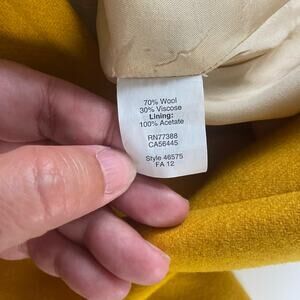 70% Wool
30% Viscose
Lining:
100% Acetate
RN77388
CA56445
Style 46575
FA 12